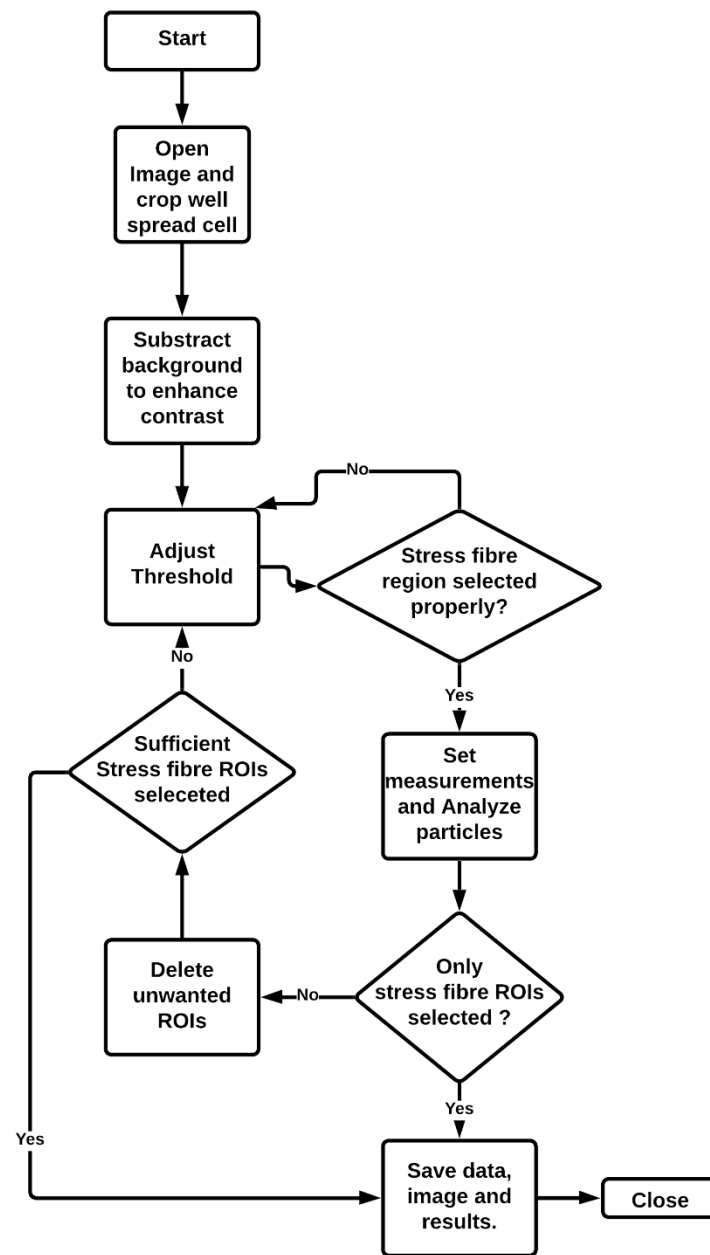 Start
Open
Image and
crop well
spread cell
Substract
background
to enhance
contrast
No
Adjust
Threshold
Stress fibre
region selected
properly?
No
Yes
Sufficient
Stress fibre ROIs
seleceted
Set
measurements
and Analyze
particles
Delete
unwanted
ROIs
No
Only
stress fibre ROIs
selected ?
Yes
Yes
Save data,
image and
results.
Close